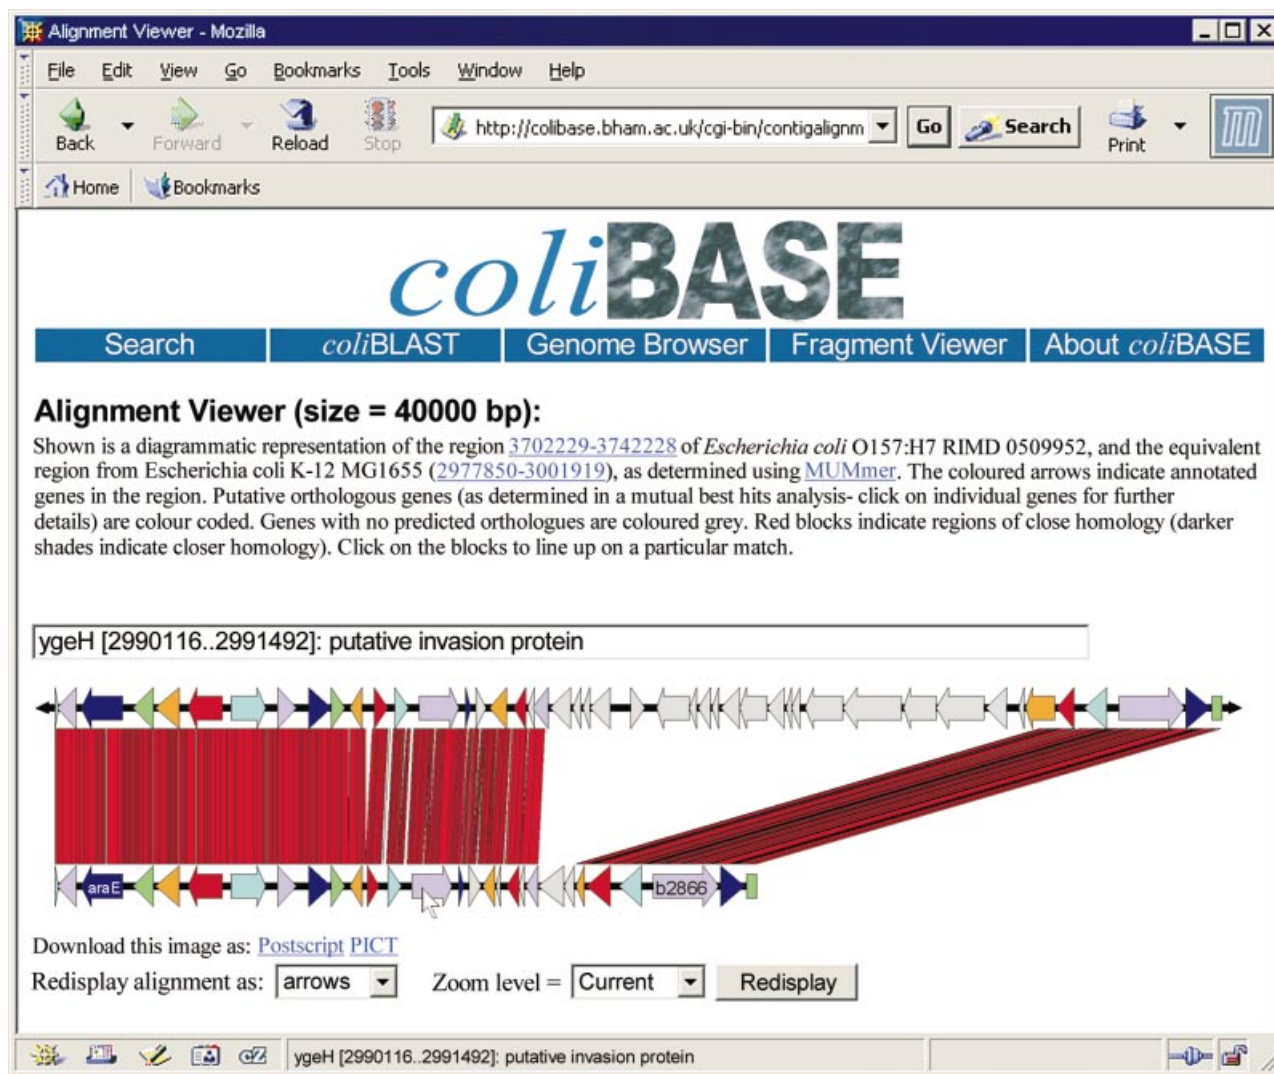 Alignment Viewer - Mozilla
File Edit View Go Bookmarks Tools Window Help
Back Forward Reload Stop http://colibase.bham.ac.uk/cgi-bin/contigalignm Go Search Print
Home Bookmarks
coliBASE
Search coliBLAST Genome Browser Fragment Viewer About coliBASE
Alignment Viewer (size = 40000 bp):
Shown is a diagrammatic representation of the region 3702229-3742228 of Escherichia coli O157:H7 RIMD 0509952, and the equivalent
region from Escherichia coli K-12 MG1655 (2977850-3001919), as determined using MUMmer. The coloured arrows indicate annotated
genes in the region. Putative orthologous genes (as determined in a mutual best hits analysis- click on individual genes for further
details) are colour coded. Genes with no predicted orthologues are coloured grey. Red blocks indicate regions of close homology (darker
shades indicate closer homology). Click on the blocks to line up on a particular match.
ygeH [2990116..2991492]: putative invasion protein
araE b2866
Download this image as: Postscript PICT
Redisplay alignment as: arrows Zoom level = Current Redisplay
ygeH [2990116..2991492]: putative invasion protein